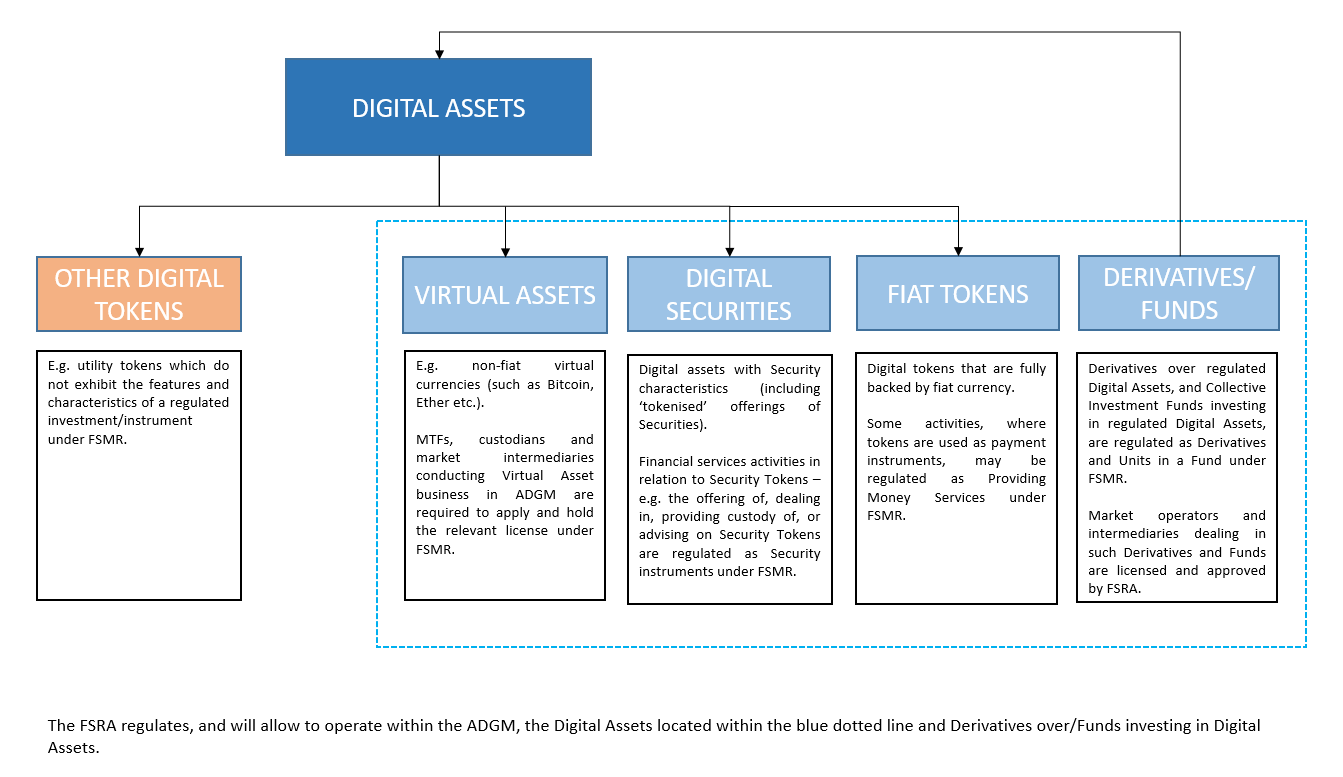 DIGITAL ASSETS
OTHER DIGITAL
TOKENS
E.g. utility tokens which do
not exhibit the features and
characteristics of a regulated
investment/instrument
under FSMR.
VIRTUAL ASSETS
E.g. non-fiat virtual
currencies (such as Bitcoin,
Ether etc.).
MTFs, custodians and
market intermediaries
conducting Virtual Asset
business in ADGM are
required to apply and hold
the relevant license under
FSMR.
DIGITAL
SECURITIES
Digital assets with Security
characteristics (including
‘tokenised’ offerings of
Securities).
Financial services activities in
relation to Security Tokens –
e.g. the offering of, dealing
in, providing custody of, or
advising on Security Tokens
are regulated as Security
instruments under FSMR.
FIAT TOKENS
Digital tokens that are fully
backed by fiat currency.
Some activities, where
tokens are used as payment
instruments, may be
regulated as Providing
Money Services under
FSMR.
DERIVATIVES/
FUNDS
Derivatives over regulated
Digital Assets, and Collective
Investment Funds investing
in regulated Digital Assets,
are regulated as Derivatives
and Units in a Fund under
FSMR.
Market operators and
intermediaries dealing in
such Derivatives and Funds
are licensed and approved
by FSRA.
The FSRA regulates, and will allow to operate within the ADGM, the Digital Assets located within the blue dotted line and Derivatives over/Funds investing in Digital
Assets.